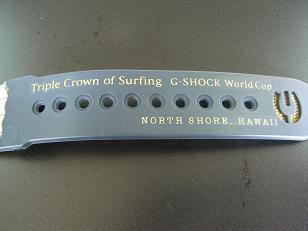 Triple Crown of Surfing G-SHOCK World Cup
NORTH SHORE, HAWAII